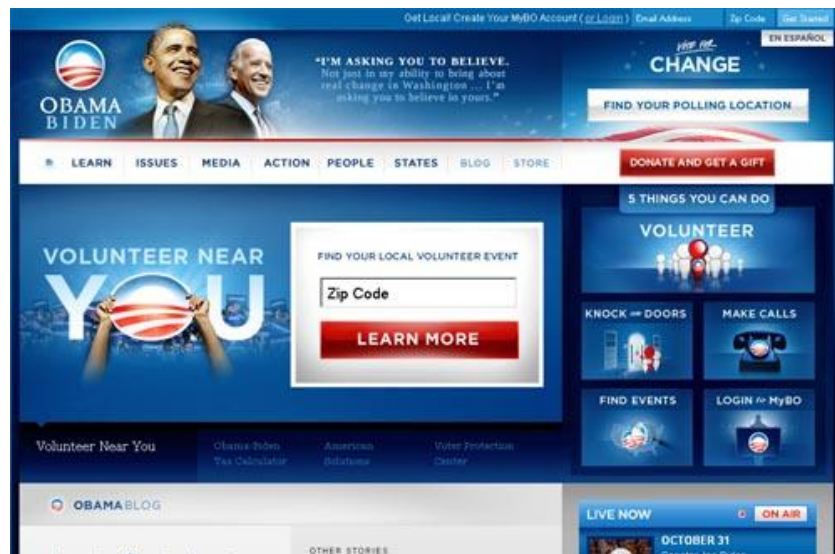 Get Local! Create Your MyBO Account ( or Login )
Email Address
Zip Code
Get Started
EN ESPAÑOL
OBAMA
BIDEN
"I'M ASKING YOU TO BELIEVE.
Not just in my ability to bring about
real change in Washington ... I'm
asking you to believe in yours."
VOTE FOR
CHANGE
FIND YOUR POLLING LOCATION
LEARN ISSUES MEDIA ACTION PEOPLE STATES BLOG STORE
DONATE AND GET A GIFT
VOLUNTEER NEAR
YOU
FIND YOUR LOCAL VOLUNTEER EVENT
Zip Code
LEARN MORE
5 THINGS YOU CAN DO
VOLUNTEER
KNOCK on DOORS
MAKE CALLS
FIND EVENTS
LOGIN to MyBO
Volunteer Near You
Obama-Biden
Tax Calculator
American
Solutions
Voter Protection
Center
OBAMABLOG
OTHER STORIES
LIVE NOW
ON AIR
OCTOBER 31